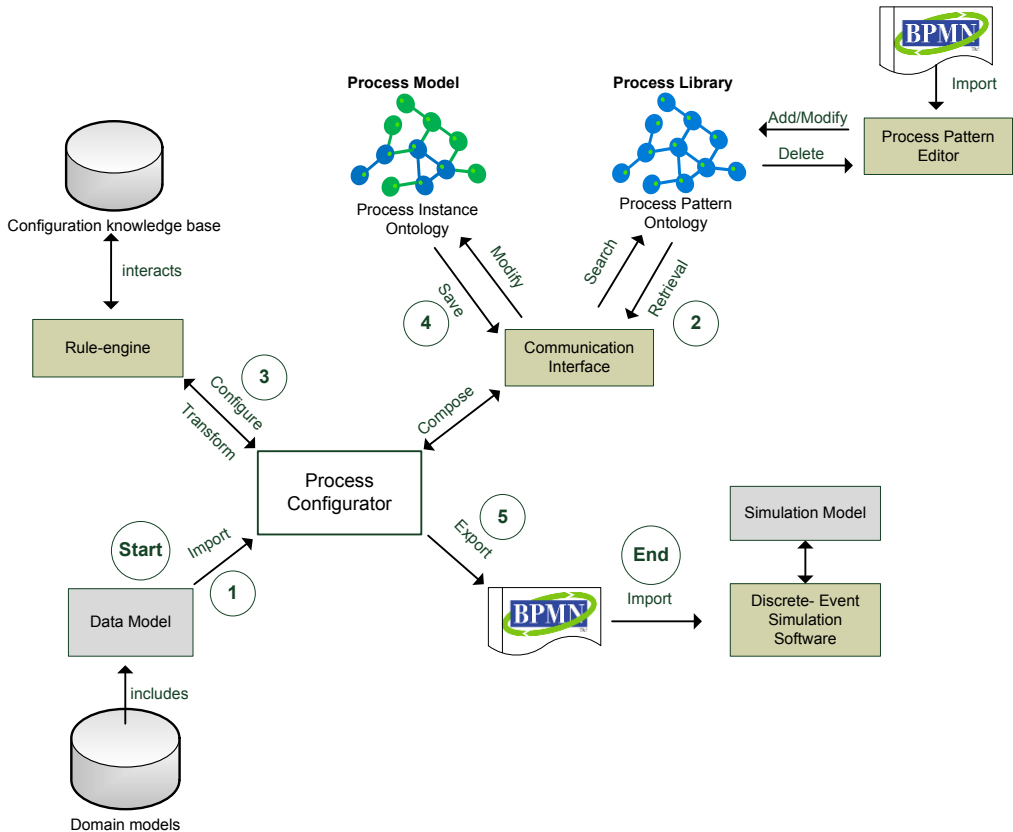 BPMN
Import
Process Model
Process Library
Add/Modify
Delete
Process Pattern
Editor
Configuration knowledge base
Process Instance
Ontology
Process Pattern
Ontology
interacts
Modify
Save
Search
Retrieval
4
2
Rule-engine
Communication
Interface
3
Configure
Transform
Compose
Process
Configurator
Start
Import
1
5
Export
Simulation Model
End
Import
Data Model
BPMN
Discrete- Event
Simulation
Software
includes
Domain models